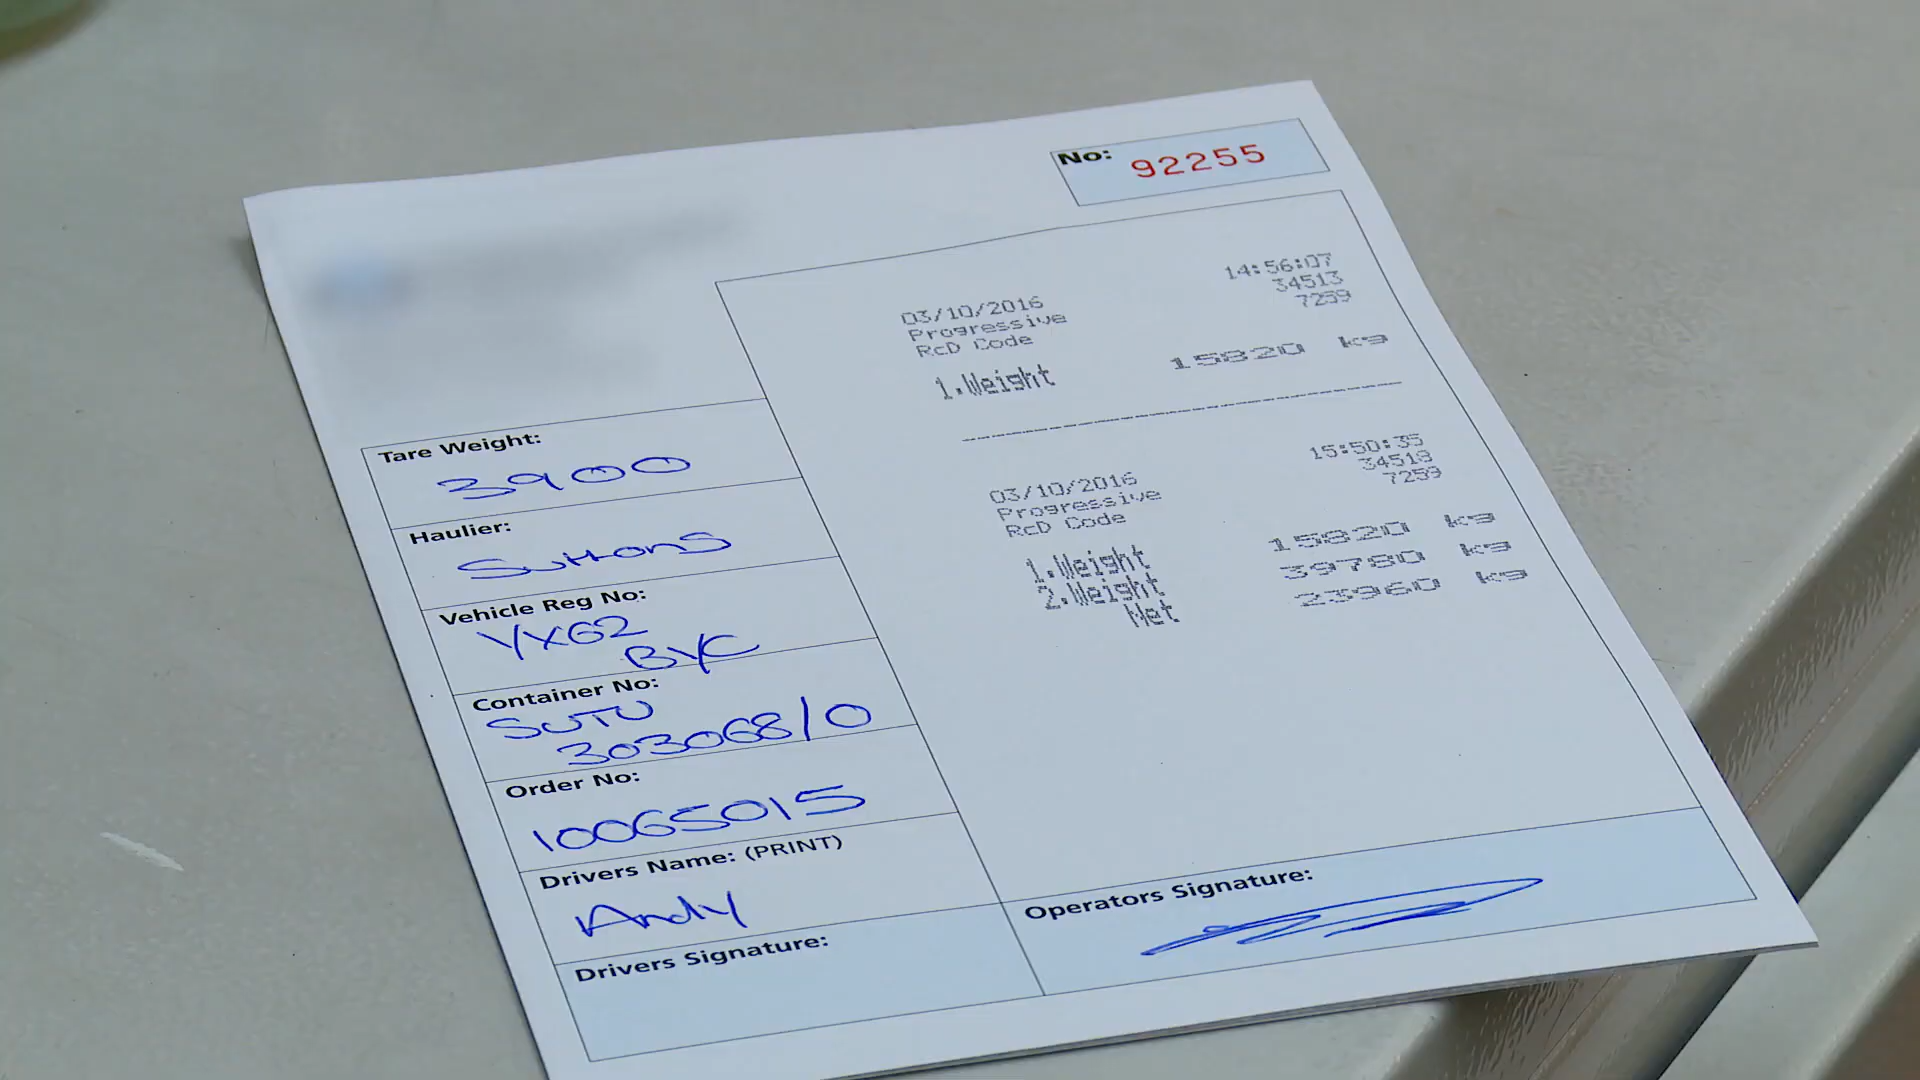 No: 92255
03/10/2016 14:56:07
Progressive 34513
RcD Code 7259
1.Weight 15820 kg
03/10/2016 15:50:35
Progressive 34518
RcD Code 7259
1.Weight 15820 kg
2.Weight 39780 kg
Net 23960 kg
Tare Weight:
3900
Haulier:
Suttons
Vehicle Reg No:
YX62
BYC
Container No:
SUTU
303068/0
Order No:
10065015
Drivers Name: (PRINT)
Andy
Drivers Signature:
Operators Signature: